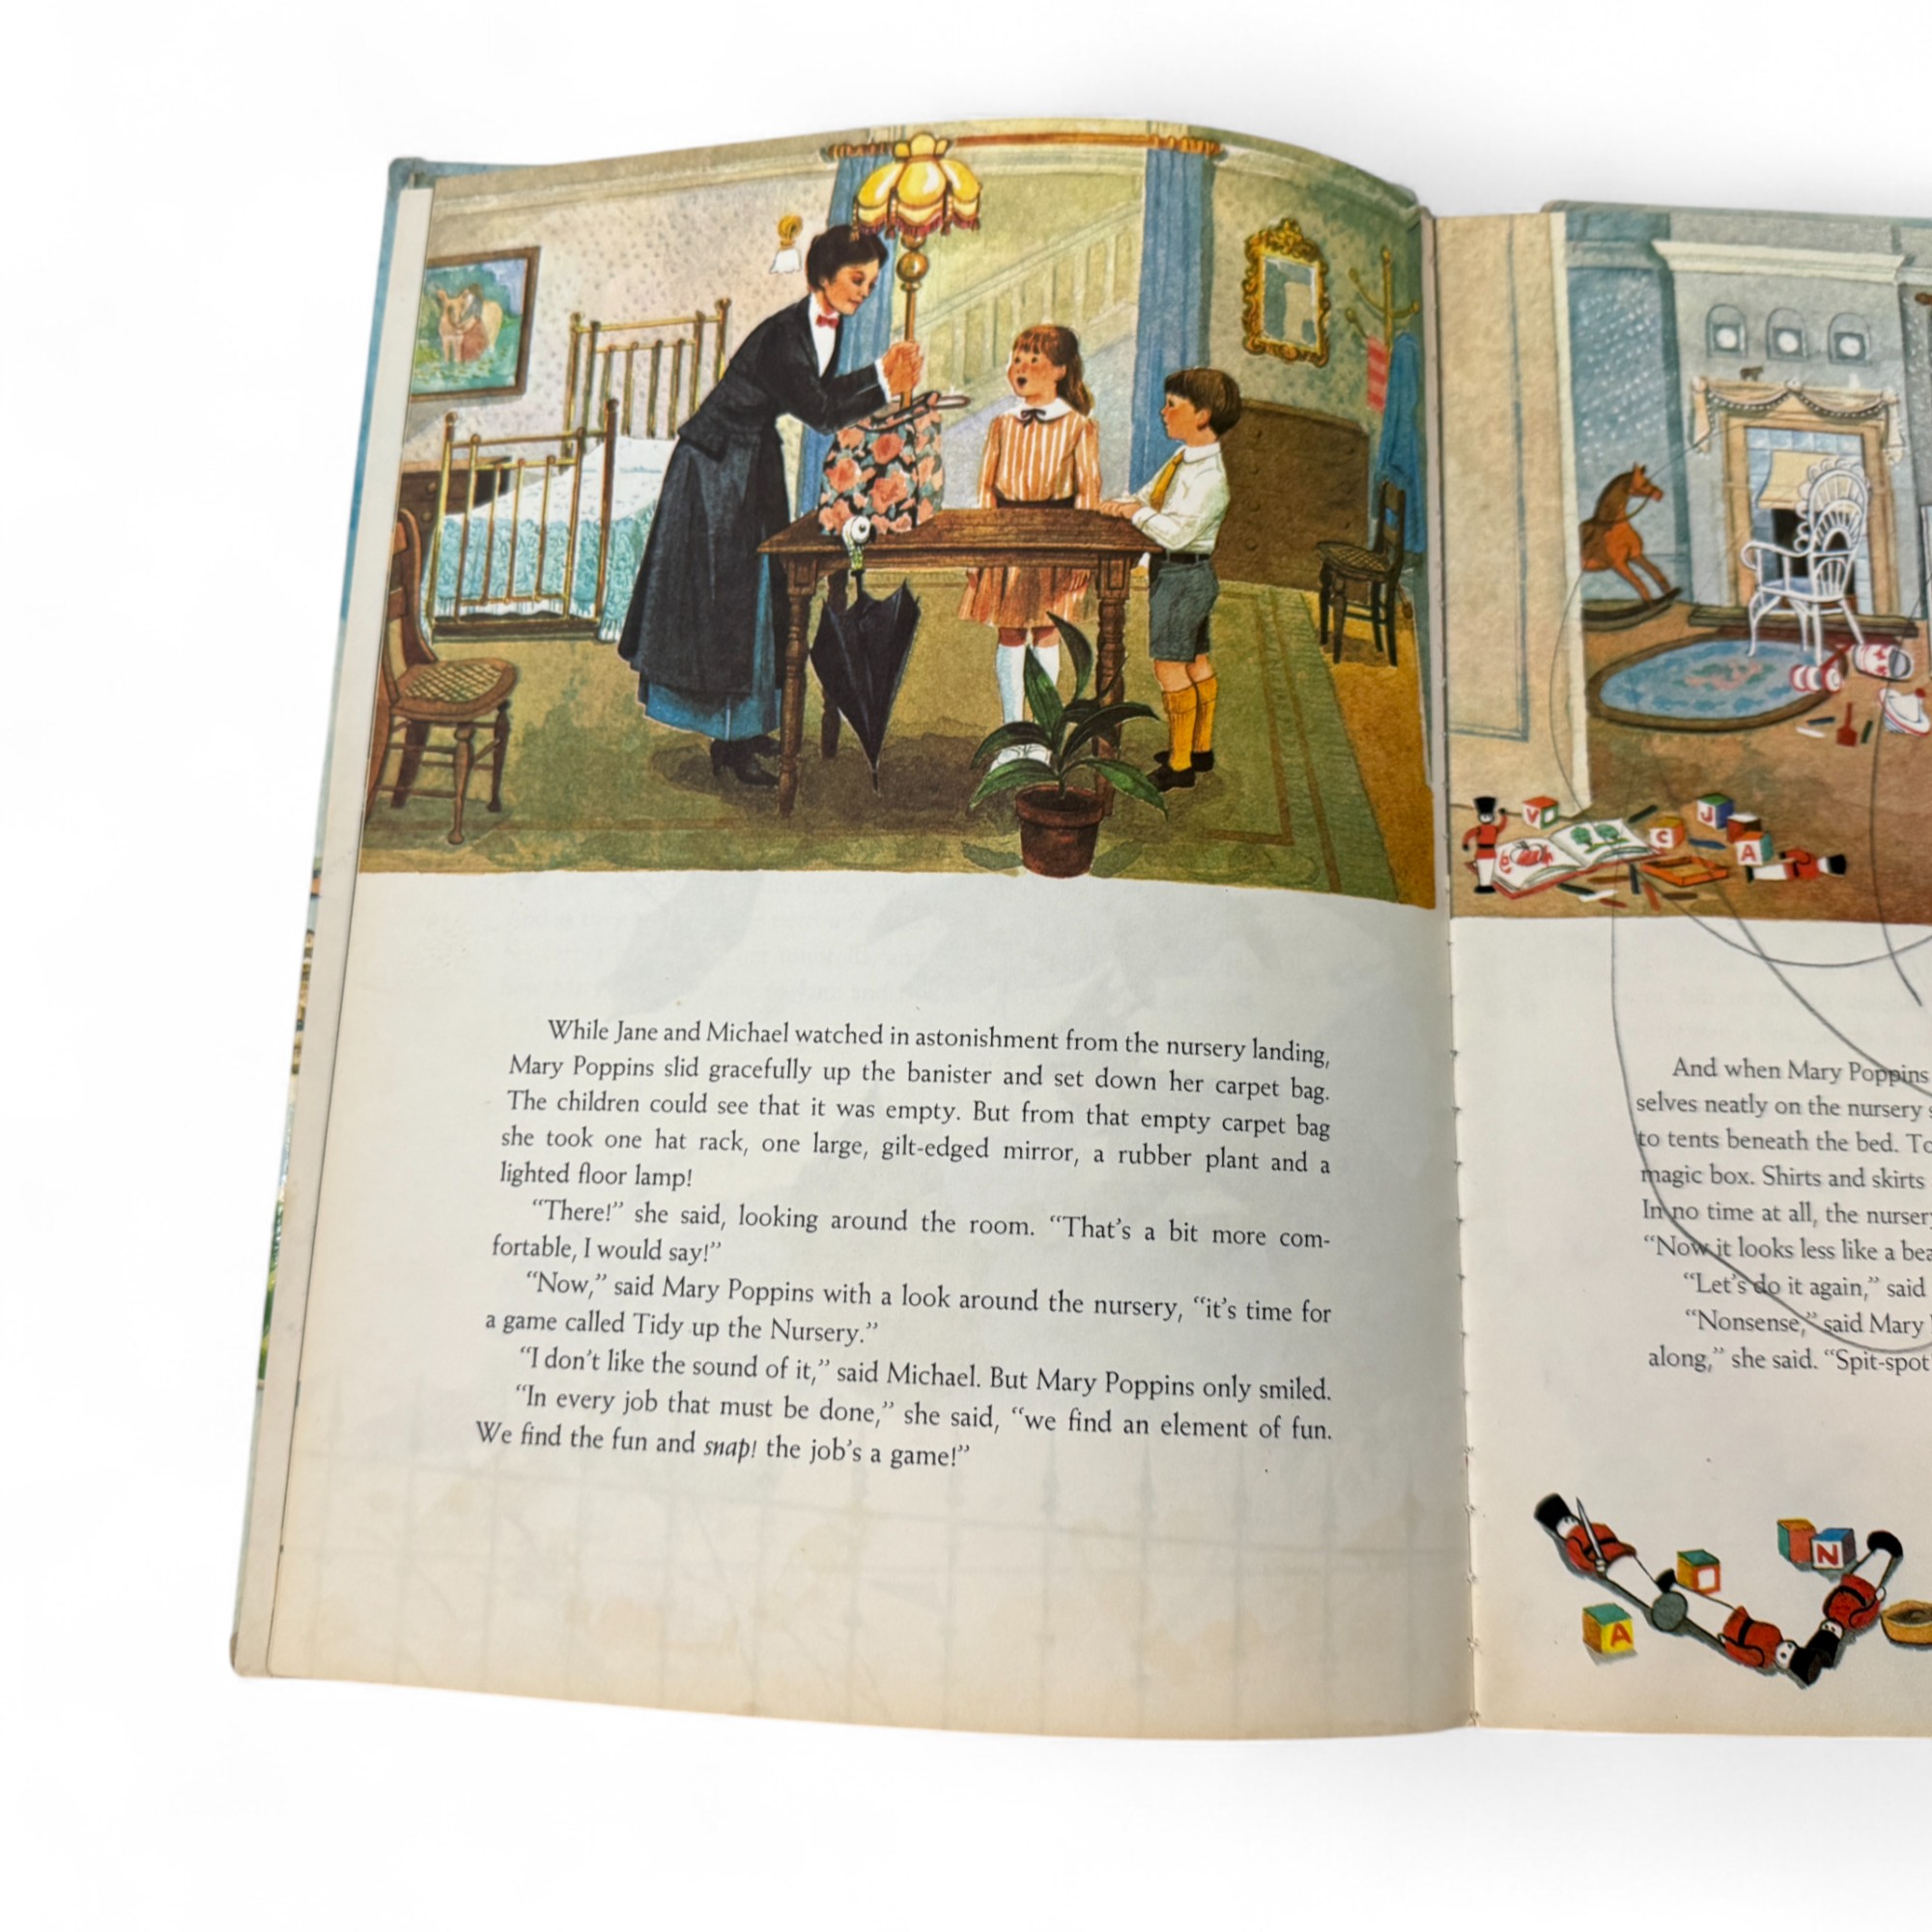 While Jane and Michael watched in astonishment from the nursery landing,
Mary Poppins slid gracefully up the banister and set down her carpet bag.
The children could see that it was empty. But from that empty carpet bag
she took one hat rack, one large, gilt-edged mirror, a rubber plant and a
lighted floor lamp!
“There!” she said, looking around the room. “That’s a bit more com-
fortable, I would say!”
“Now,” said Mary Poppins with a look around the nursery, “it’s time for
a game called Tidy up the Nursery.”
“I don’t like the sound of it,” said Michael. But Mary Poppins only smiled.
“In every job that must be done,” she said, “we find an element of fun.
We find the fun and snap! the job’s a game!”
V
J
C
A
And when Mary Poppins
selves neatly on the nursery
to tents beneath the bed.
magic box. Shirts and skirts
In no time at all, the
“Now it looks less like a
“Let’s do it again,” said
“Nonsense,” said Mary
along,” she said. “Spit-spot
N
A